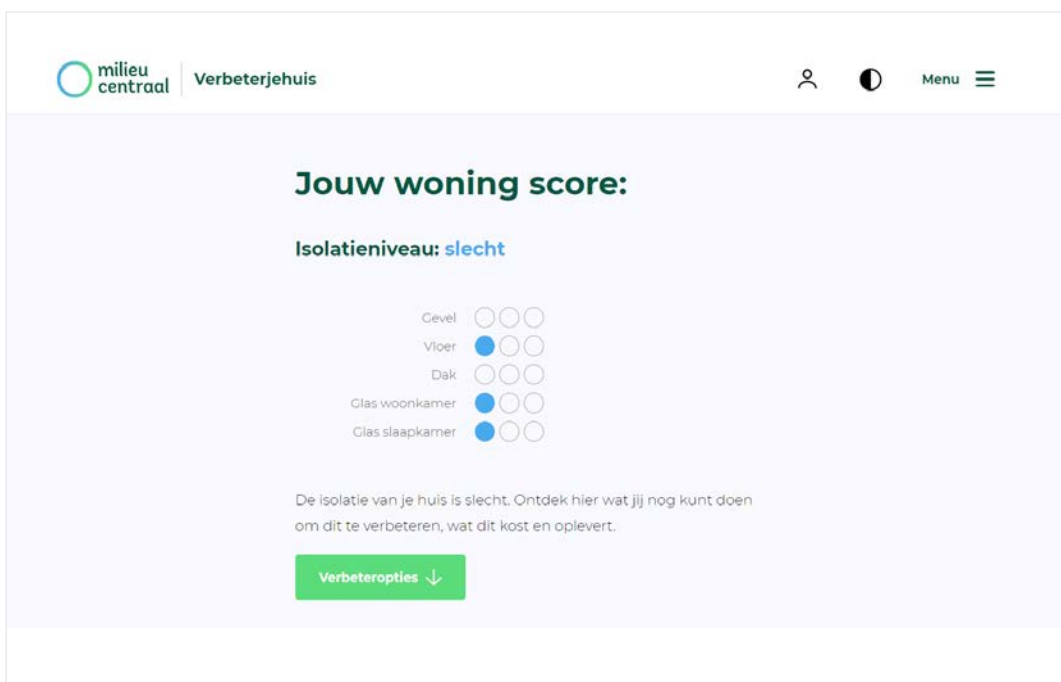 milieu
centraal
Verbeterjehuis
Menu
Jouw woning score:
Isolatieniveau: slecht
Gevel
Vloer
Dak
Glas woonkamer
Glas slaapkamer
De isolatie van je huis is slecht. Ontdek hier wat jij nog kunt doen
om dit te verbeteren, wat dit kost en oplevert.
Verbeteropties